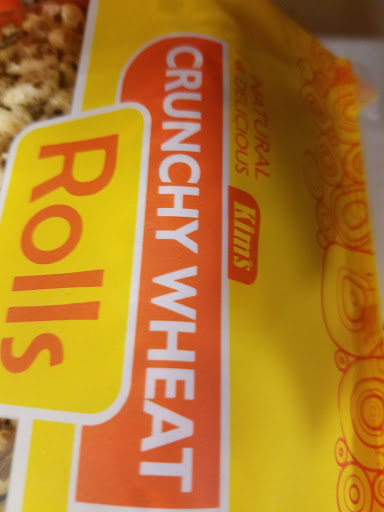 NATURAL
& DELICIOUS
Kims
CRUNCHY WHEAT
Rolls